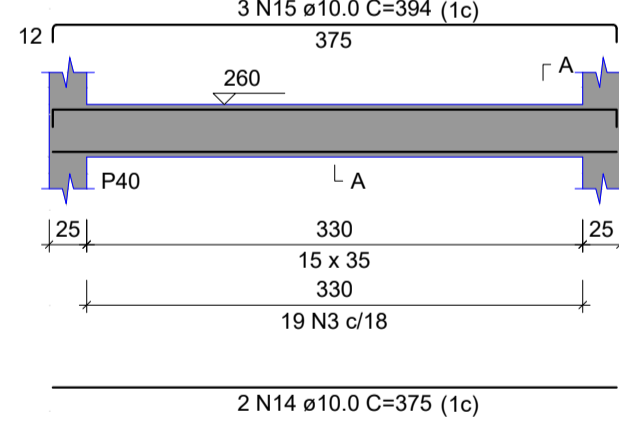 3 N15 ø10.0 C=394 (1c)
12
375
A
260
P40
A
25
330
25
15 x 35
330
19 N3 c/18
2 N14 ø10.0 C=375 (1c)